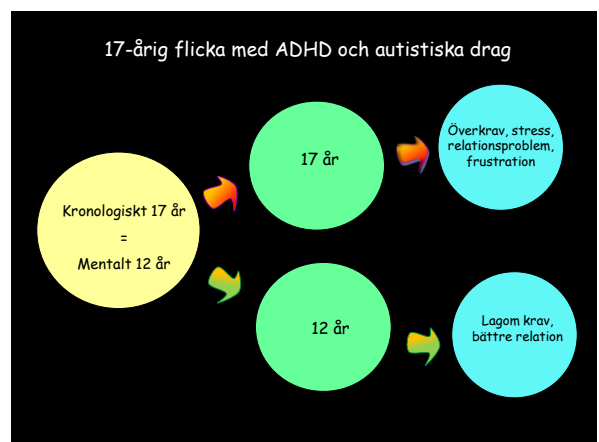 17-årig flicka med ADHD och autistiska drag
Kronologiskt 17 år
=
Mentalt 12 år
17 år
Överkrav, stress,
relationsproblem,
frustration
12 år
Lagom krav,
bättre relation